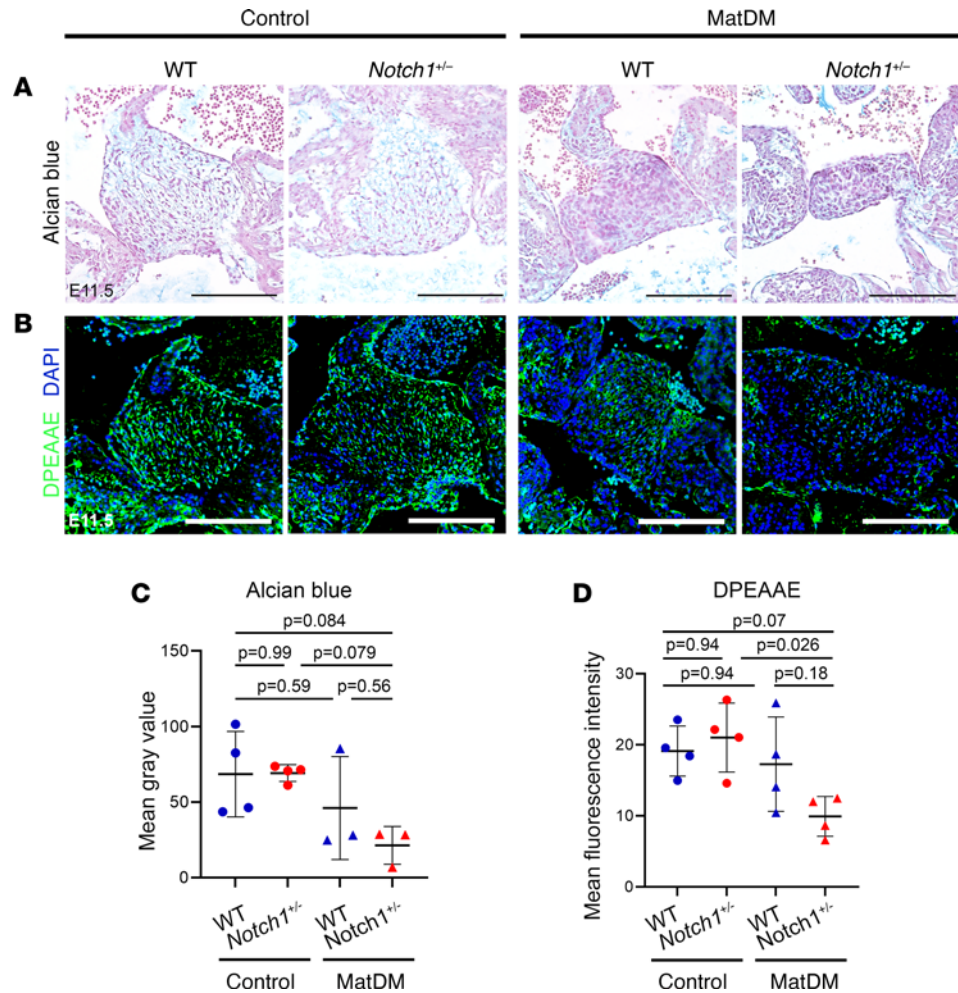 Control MatDM
WT Notch1+/– WT Notch1+/–
A
Alcian blue
E11.5
B
DPEAAE DAPI
E11.5
C
Alcian blue
p=0.084
p=0.99 p=0.079
p=0.59 p=0.56
Mean gray value
150
100
50
0
WT Notch1+/- WT Notch1+/-
Control MatDM
D
DPEAAE
p=0.07
p=0.94 p=0.026
p=0.94 p=0.18
Mean fluorescence intensity
30
20
10
0
WT Notch1+/- WT Notch1+/-
Control MatDM